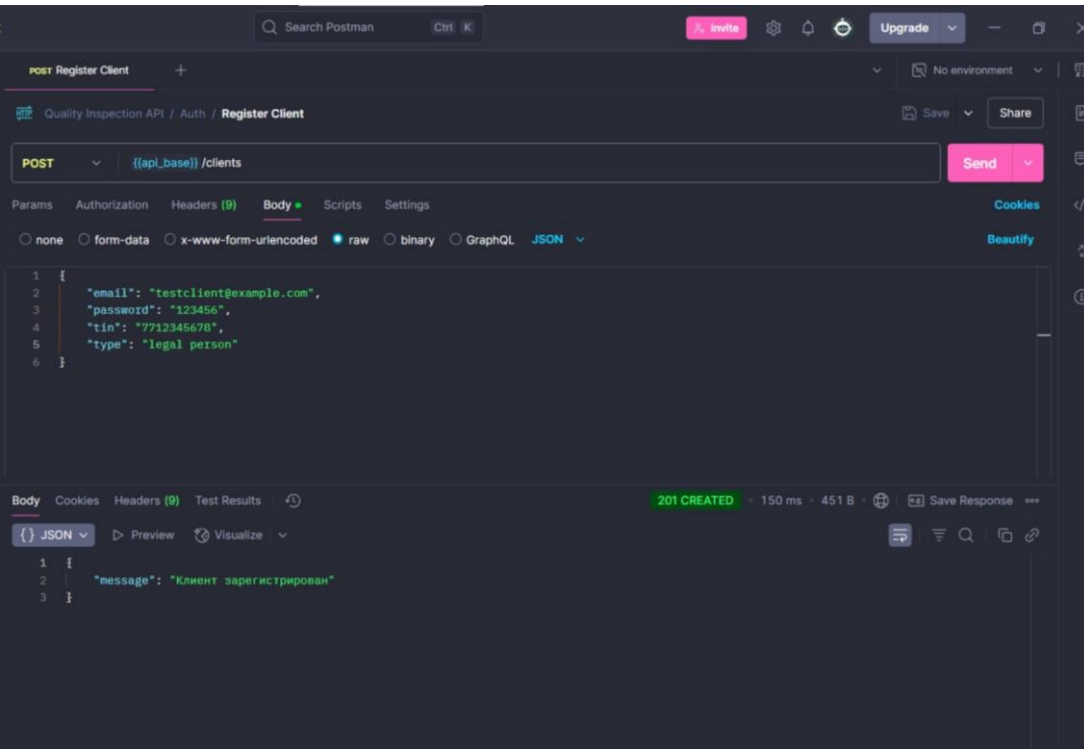 Search Postman Ctrl K Invite Upgrade
POST Register Client + No environment
HTTP Quality Inspection API / Auth / Register Client Save Share
POST {{api_base}} /clients Send
Params Authorization Headers (9) Body Scripts Settings Cookies
none form-data x-www-form-urlencoded raw binary GraphQL JSON Beautify
1 {
2 "email": "testclient@example.com",
3 "password": "123456",
4 "tin": "7712345678",
5 "type": "legal person"
6 }
Body Cookies Headers (9) Test Results 201 CREATED 150 ms 451 B Save Response
{} JSON Preview Visualize
1 {
2 "message": "Клиент зарегистрирован"
3 }